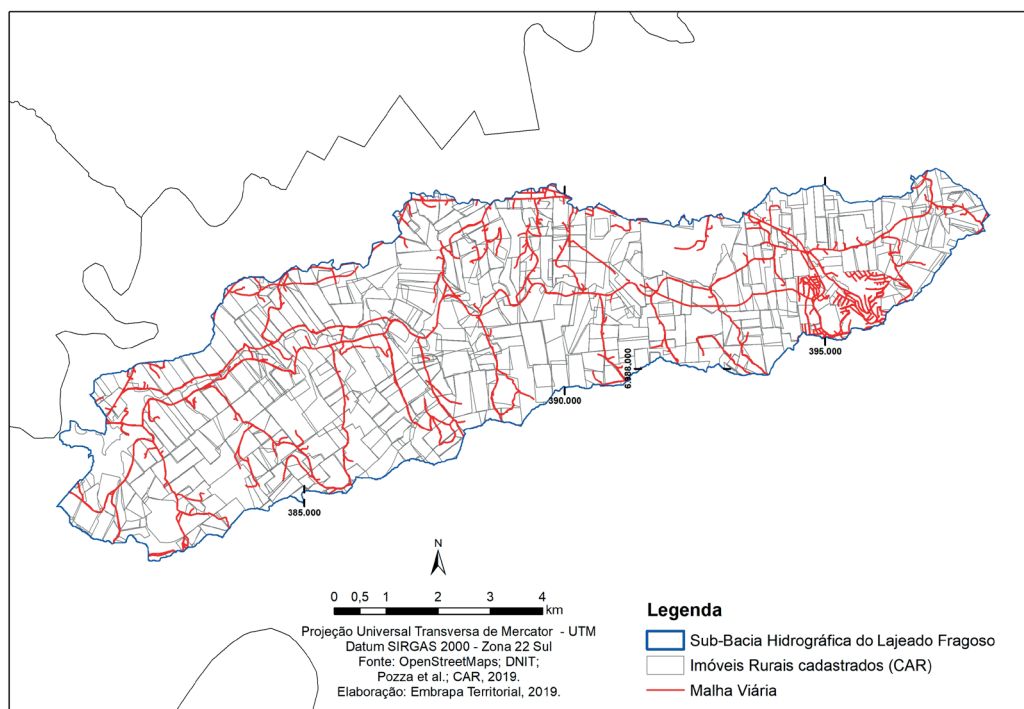 395.000
6.988.000
390.000
385.000
N
0 0,5 1 2 3 4
km
Projeção Universal Transversa de Mercator - UTM
Datum SIRGAS 2000 - Zona 22 Sul
Fonte: OpenStreetMaps; DNIT;
Pozza et al.; CAR, 2019.
Elaboração: Embrapa Territorial, 2019.
Legenda
Sub-Bacia Hidrográfica do Lajeado Fragoso
Imóveis Rurais cadastrados (CAR)
Malha Viária